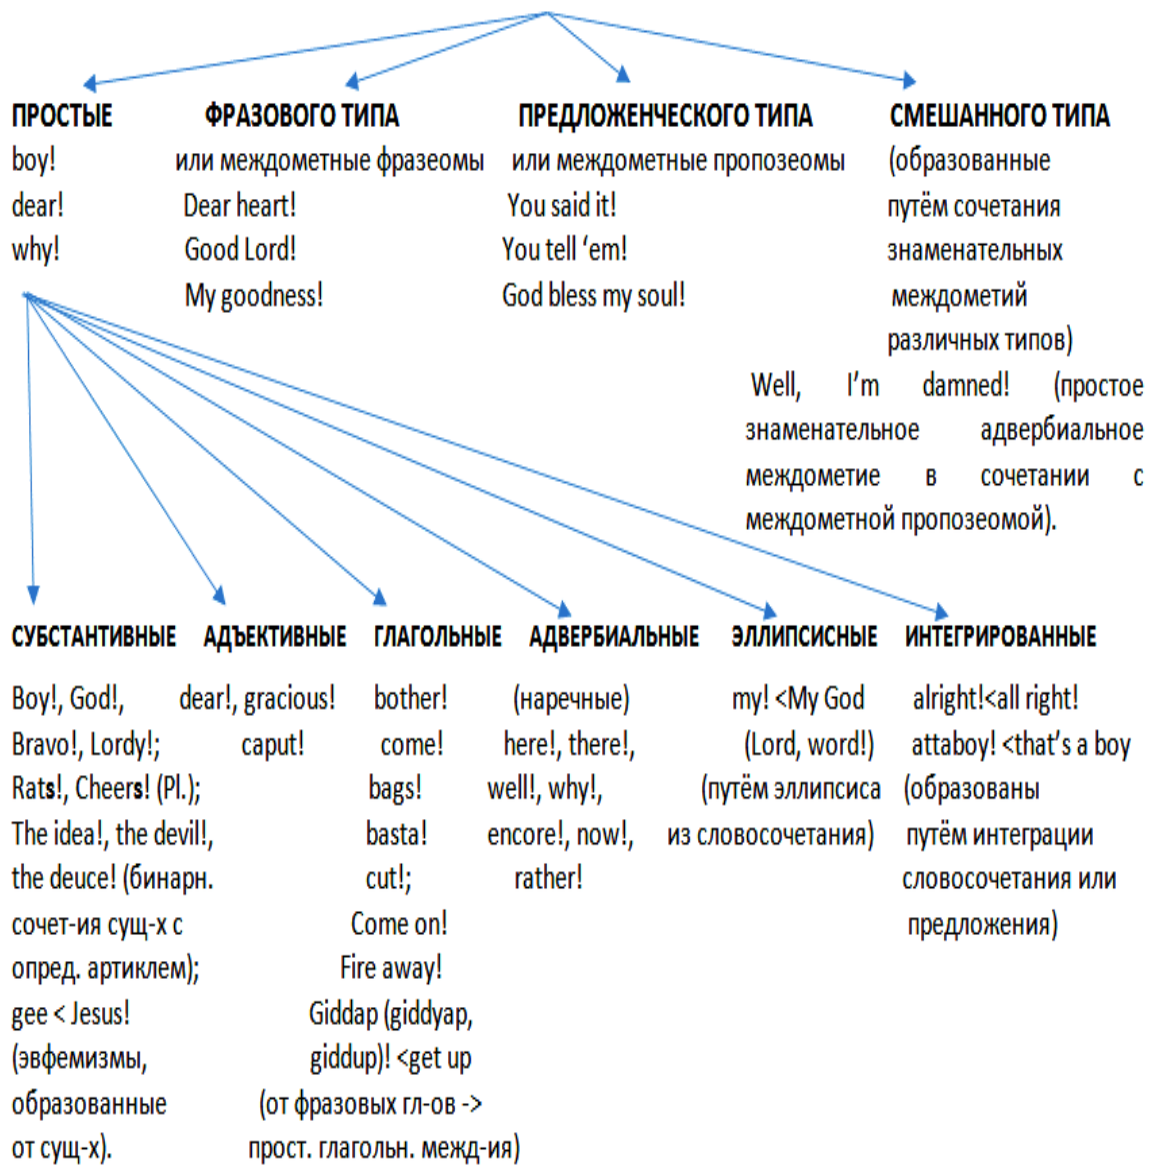 ПРОСТЫЕ
boy!
dear!
why!
ФРАЗОВОГО ТИПА
или междометные фраземы
Dear heart!
Good Lord!
My goodness!
ПРЕДЛОЖЕНЧЕСКОГО ТИПА
или междометные пропозеомы
You said it!
You tell ‘em!
God bless my soul!
СМЕШАННОГО ТИПА
(образованные
путём сочетания
знаменательных
междометий
различных типов)
Well, I’m damned! (простое
знаменательное адвербиальное
междометие в сочетании с
междометной пропозеомой).
СУБСТАНТИВНЫЕ
Boy!, God!,
Bravo!, Lordy!;
Rats!, Cheers! (Pl.);
The idea!, the devil!,
the deuce! (бинарн.
сочет-ия сущ-х с
опред. артиклем);
gee < Jesus!
(эвфемизмы,
образованные
от сущ-х).
АДЪЕКТИВНЫЕ
dear!, gracious!
caput!
ГЛАГОЛЬНЫЕ
bother!
come!
bags!
basta!
cut!;
Come on!
Fire away!
Giddap (giddyap,
giddup)! <get up
(от фразовых гл-ов ->
прост. глагольн. межд-ия)
АДВЕРБИАЛЬНЫЕ
(наречные)
here!, there!,
well!, why!,
encore!, now!,
rather!
ЭЛЛИПСИСНЫЕ
my! <My God
(Lord, word!)
(путём эллипсиса
из словосочетания)
ИНТЕГРИРОВАННЫЕ
alright!<all right!
attaboy! <that’s a boy
(образованы
путём интеграции
словосочетания или
предложения)